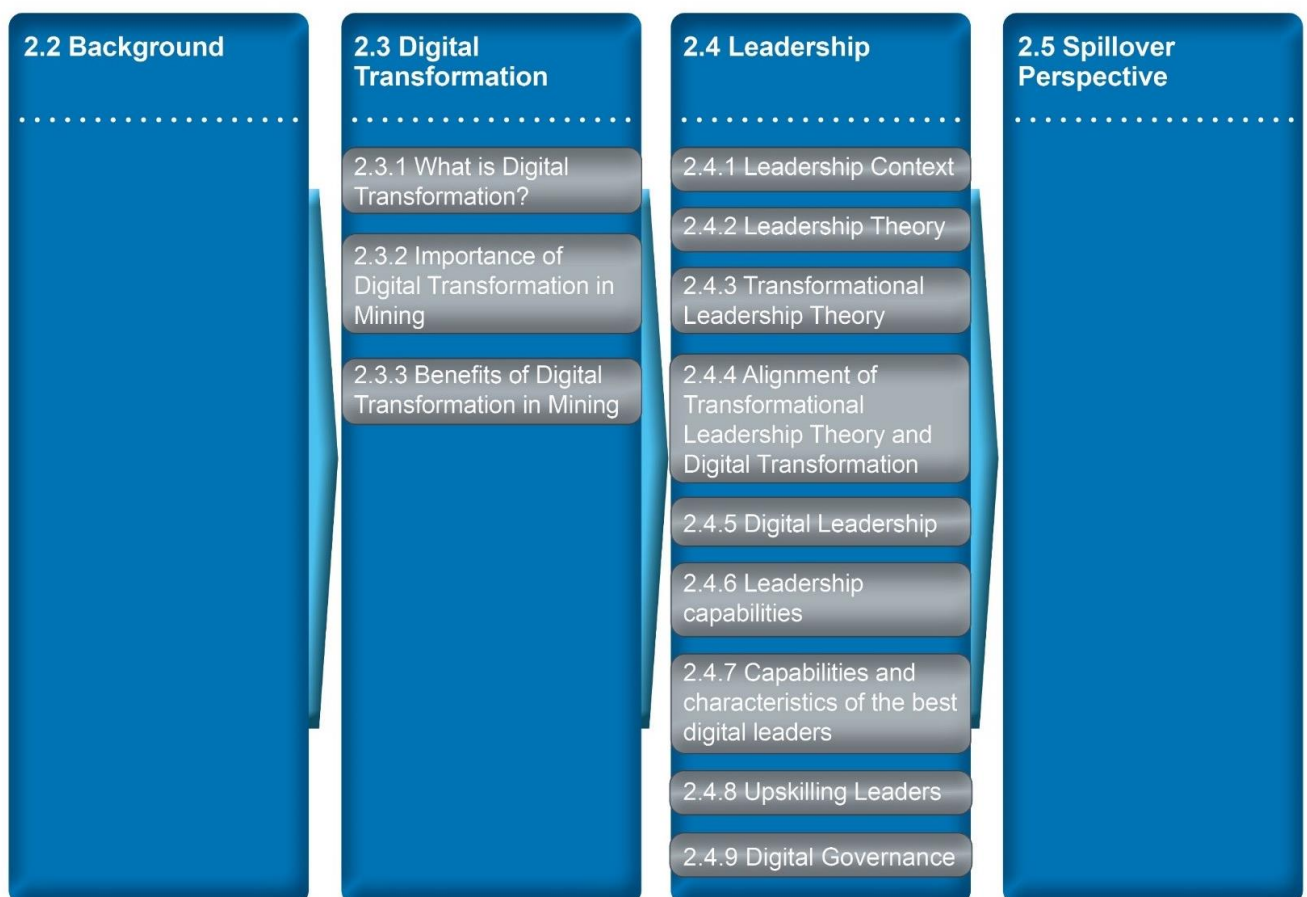 2.2 Background
2.3 Digital
Transformation
2.3.1 What is Digital
Transformation?
2.3.2 Importance of
Digital Transformation in
Mining
2.3.3 Benefits of Digital
Transformation in Mining
2.4 Leadership
2.4.1 Leadership Context
2.4.2 Leadership Theory
2.4.3 Transformational
Leadership Theory
2.4.4 Alignment of
Transformational
Leadership Theory and
Digital Transformation
2.4.5 Digital Leadership
2.4.6 Leadership
capabilities
2.4.7 Capabilities and
characteristics of the best
digital leaders
2.4.8 Upskilling Leaders
2.4.9 Digital Governance
2.5 Spillover
Perspective